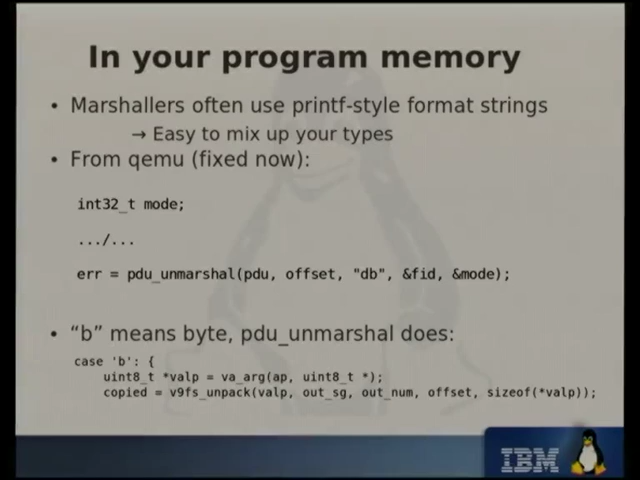 In your program memory
• Marshallers often use printf-style format strings
→ Easy to mix up your types
• From qemu (fixed now):
int32_t mode;
.../...
err = pdu_unmarshal(pdu, offset, "db", &fid, &mode);
• “b” means byte, pdu_unmarshal does:
case 'b': {
uint8_t *valp = va_arg(ap, uint8_t *);
copied = v9fs_unpack(valp, out_sg, out_num, offset, sizeof(*valp));
IBM